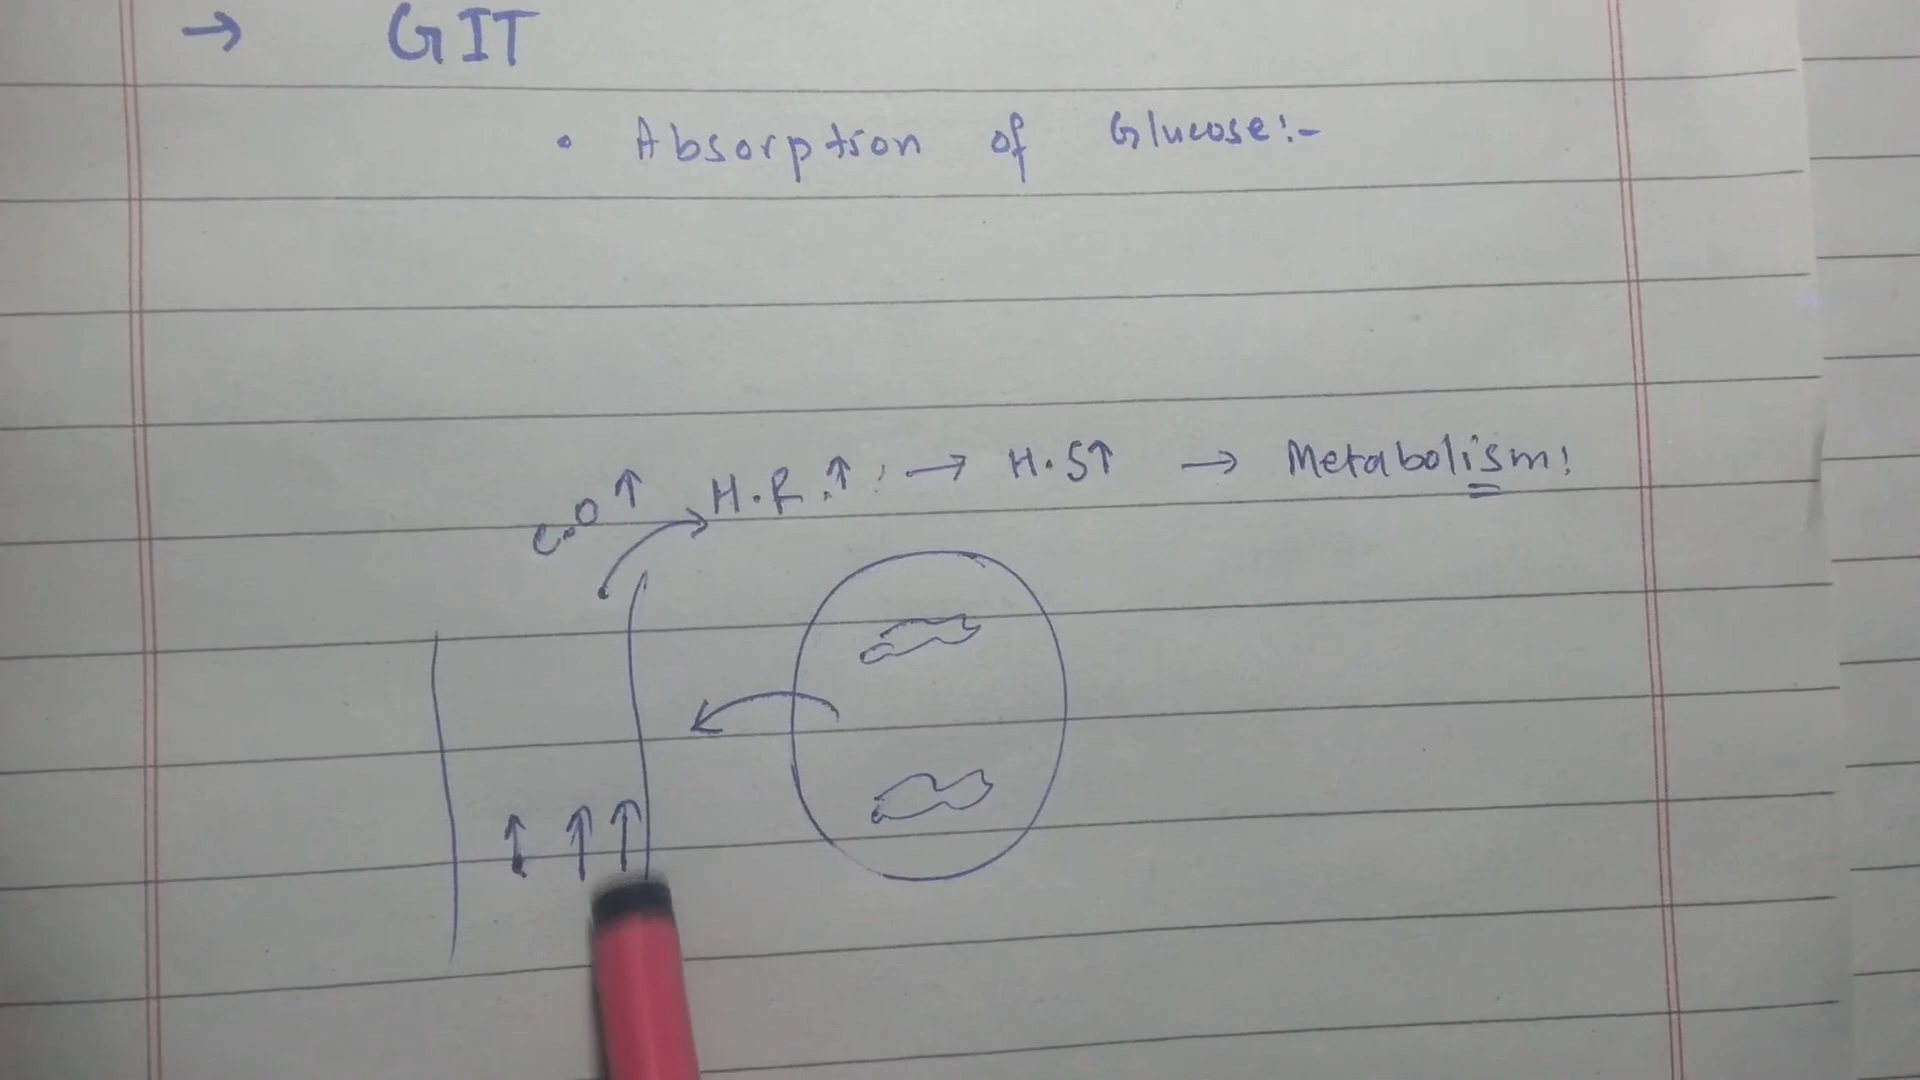 → GIT
• Absorption of Glucose:-
C.O ↑ H.R.↑ → H.S↑ → Metabolism!
↑ ↑ ↑